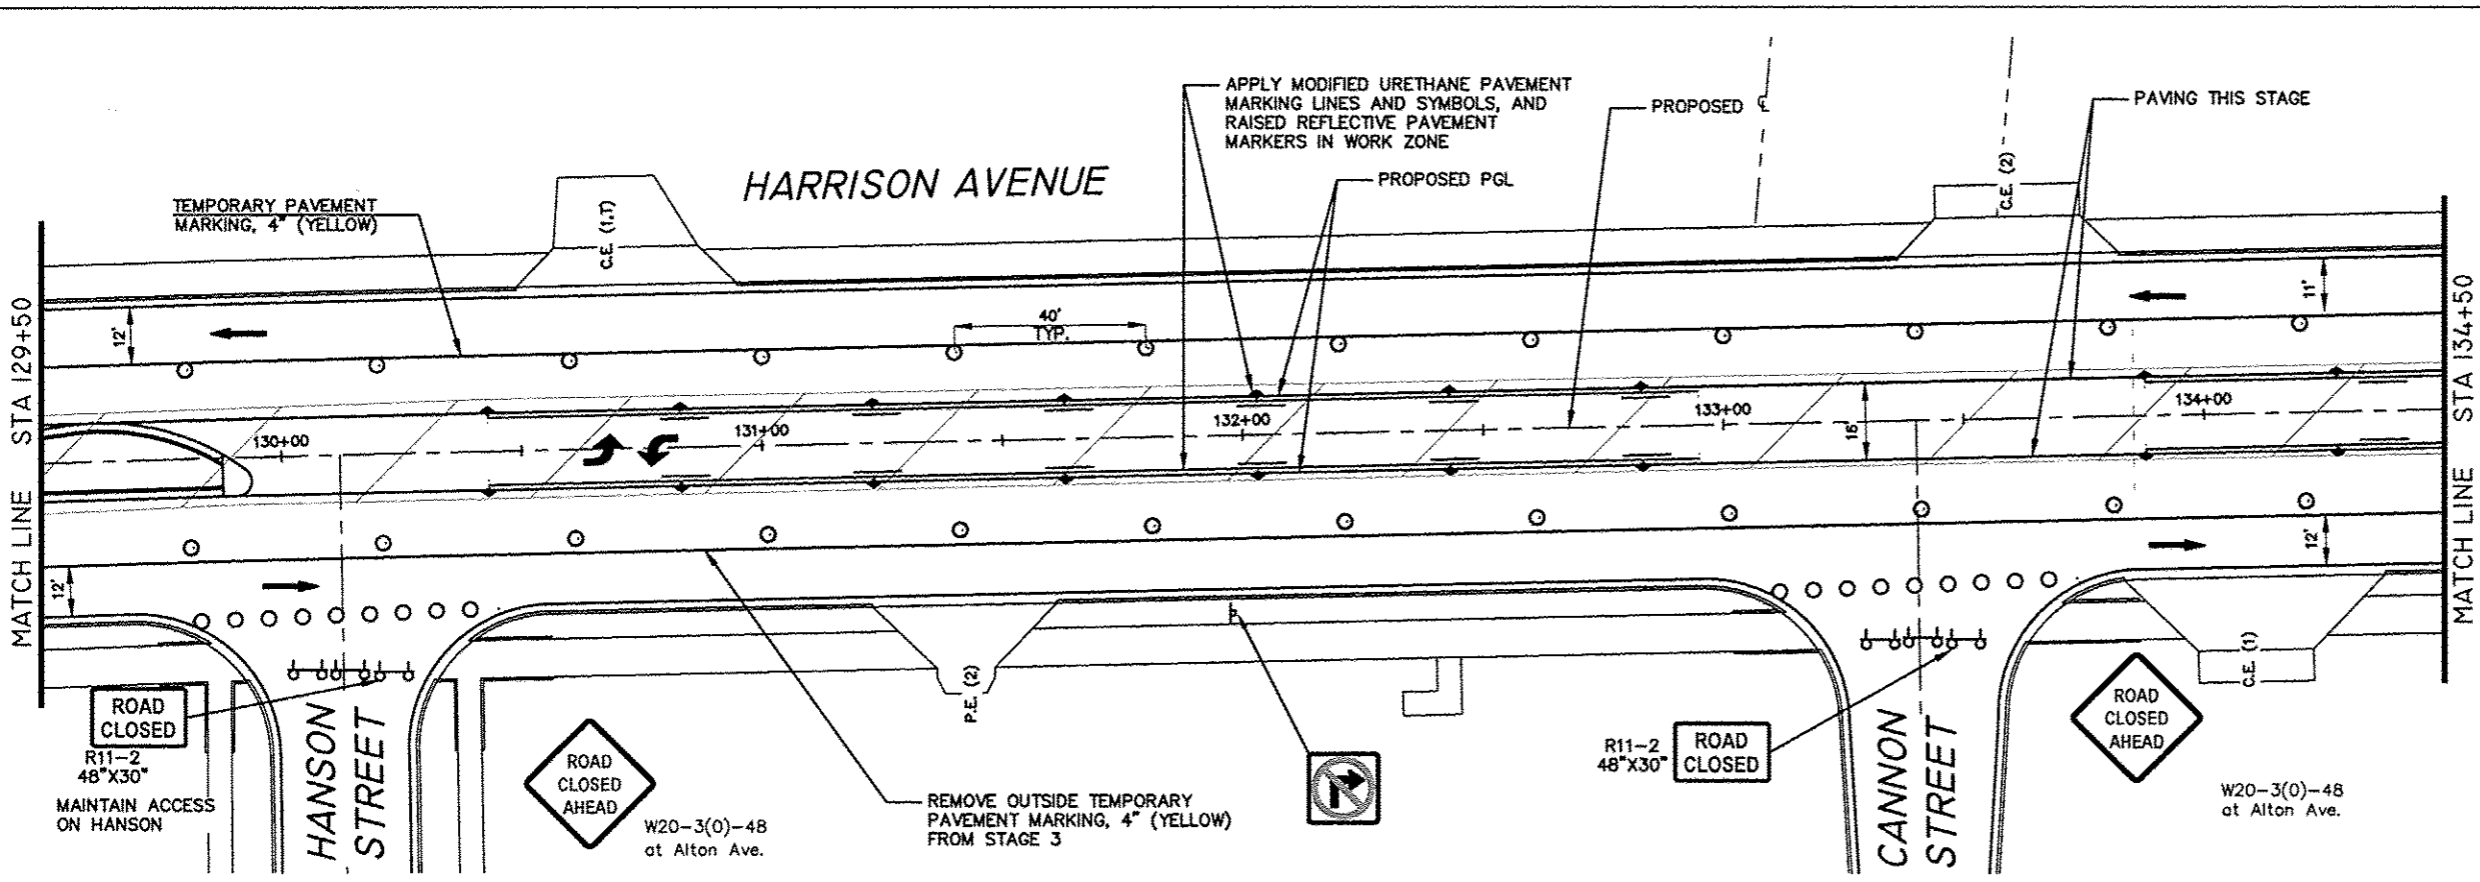 APPLY MODIFIED URETHANE PAVEMENT
MARKING LINES AND SYMBOLS, AND
RAISED REFLECTIVE PAVEMENT
MARKERS IN WORK ZONE
PROPOSED ℄
PAVING THIS STAGE
PROPOSED PGL
HARRISON AVENUE
TEMPORARY PAVEMENT
MARKING, 4" (YELLOW)
C.E. (1,T)
C.E. (2)
MATCH LINE STA 129+50
MATCH LINE STA 134+50
12'
40'
TYP.
11'
130+00
131+00
132+00
133+00
134+00
16'
12'
12'
ROAD
CLOSED
R11-2
48"X30"
MAINTAIN ACCESS
ON HANSON
HANSON
STREET
ROAD
CLOSED
AHEAD
W20-3(O)-48
at Alton Ave.
P.E. (2)
REMOVE OUTSIDE TEMPORARY
PAVEMENT MARKING, 4" (YELLOW)
FROM STAGE 3
R11-2
48"X30"
ROAD
CLOSED
CANNON
STREET
ROAD
CLOSED
AHEAD
C.E. (1)
W20-3(O)-48
at Alton Ave.